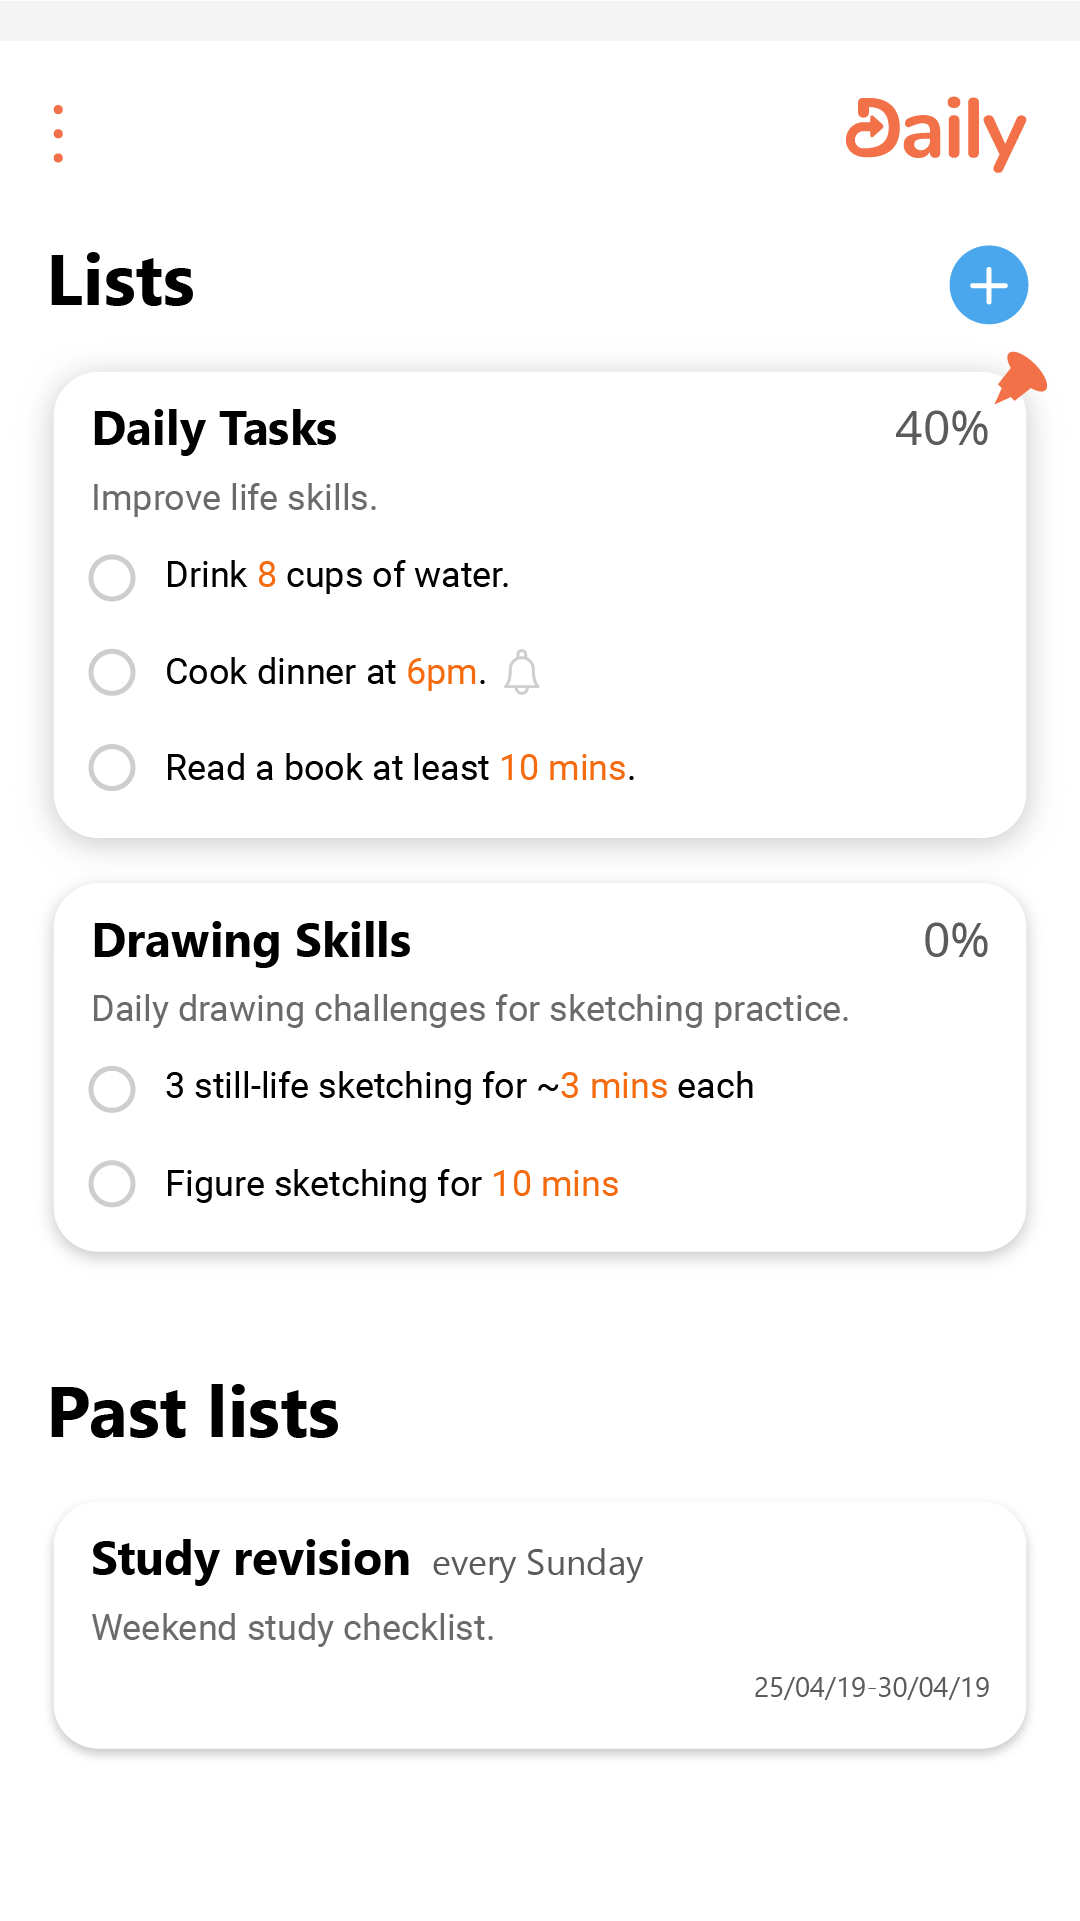 Daily
Lists
Daily Tasks 40%
Improve life skills.
Drink 8 cups of water.
Cook dinner at 6pm.
Read a book at least 10 mins.
Drawing Skills 0%
Daily drawing challenges for sketching practice.
3 still-life sketching for ~3 mins each
Figure sketching for 10 mins
Past lists
Study revision every Sunday
Weekend study checklist.
25/04/19-30/04/19